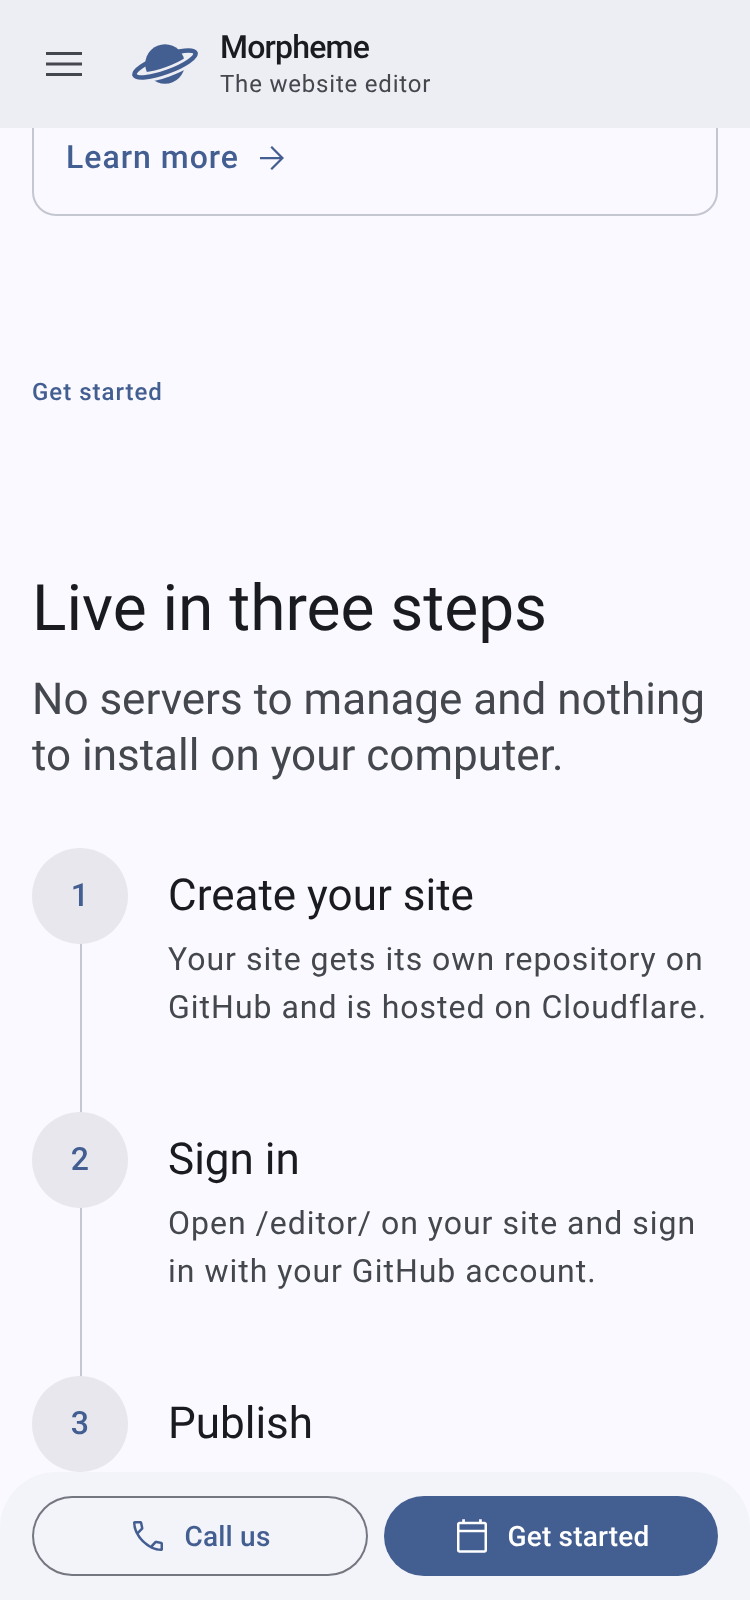 Morpheme
The website editor
Learn more
Get started
Live in three steps
No servers to manage and nothing
to install on your computer.
1
Create your site
Your site gets its own repository on
GitHub and is hosted on Cloudflare.
2
Sign in
Open /editor/ on your site and sign
in with your GitHub account.
3
Publish
Call us
Get started